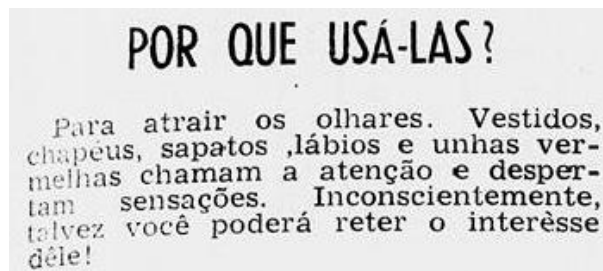 POR QUE USÁ-LAS?
Para atrair os olhares. Vestidos,
chapéus, sapatos ,lábios e unhas ver-
melhas chamam a atenção e desper-
tam sensações. Inconscientemente,
talvez você poderá reter o interèsse
dêle!